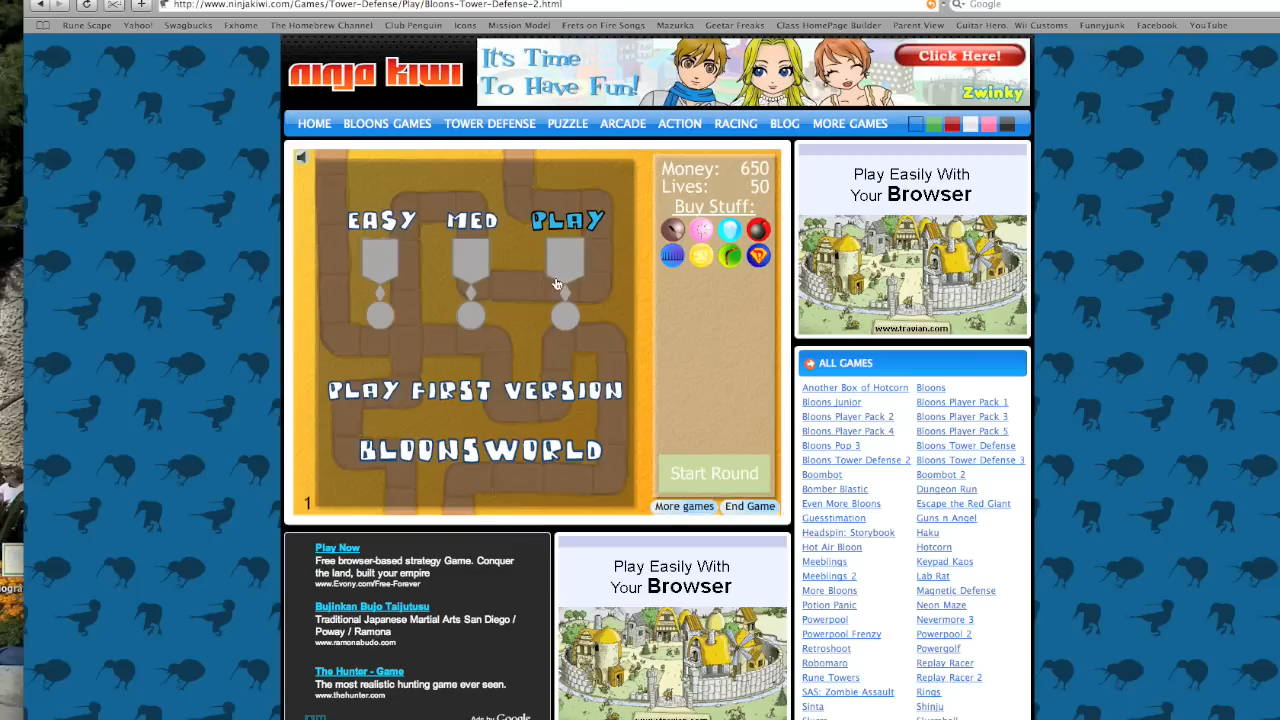 http://www.ninjakiwi.com/Games/Tower-Defense/Play/Bloons-Tower-Defense-2.html
Google
Rune Scape
Yahoo!
Swagbucks
Fxhome
The Homebrew Channel
Club Penguin
Icons
Mission Model
Frets on Fire Songs
Mazurka
Geetar Freaks
Class HomePage Builder
Parent View
Guitar Hero. Wii Customs
Funnyjunk
Facebook
YouTube
ninja kiwi
It's Time
To Have Fun!
Click Here!
Zwinky
HOME
BLOONS GAMES
TOWER DEFENSE
PUZZLE
ARCADE
ACTION
RACING
BLOG
MORE GAMES
EASY
MED
PLAY
PLAY FIRST VERSION
BLOONSWORLD
1
Money: 650
Lives: 50
Buy Stuff:
Start Round
More games
End Game
Play Easily With
Your Browser
www.travian.com
ALL GAMES
Another Box of Hotcorn
Bloons
Bloons Junior
Bloons Player Pack 1
Bloons Player Pack 2
Bloons Player Pack 3
Bloons Player Pack 4
Bloons Player Pack 5
Bloons Pop 3
Bloons Tower Defense
Bloons Tower Defense 2
Bloons Tower Defense 3
Boombot
Boombot 2
Bomber Blastic
Dungeon Run
Even More Bloons
Escape the Red Giant
Guesstimation
Guns n Angel
Headspin: Storybook
Haku
Hot Air Bloon
Hotcorn
Meeblings
Keypad Kaos
Meeblings 2
Lab Rat
More Bloons
Magnetic Defense
Potion Panic
Neon Maze
Powerpool
Nevermore 3
Powerpool Frenzy
Powerpool 2
Retroshoot
Powergolf
Robomaro
Replay Racer
Rune Towers
Replay Racer 2
SAS: Zombie Assault
Rings
Sinta
Shinju
Play Now
Free browser-based strategy Game. Conquer
the land, built your empire
www.Evony.com/Free-Forever
Bujinkan Bujo Taijutusu
Traditional Japanese Martial Arts San Diego /
Poway / Ramona
www.ramonabudo.com
The Hunter - Game
The most realistic hunting game ever seen.
www.thehunter.com
Ads by Google
Play Easily With
Your Browser